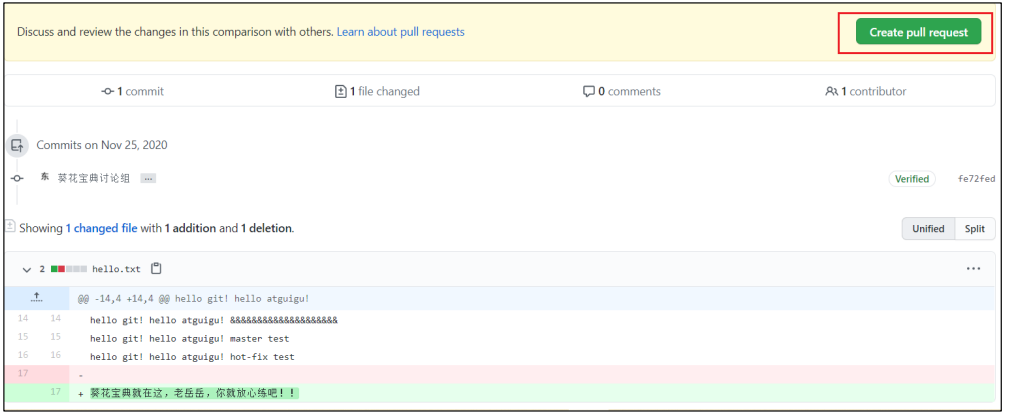 Discuss and review the changes in this comparison with others. Learn about pull requests
Create pull request
1 commit
1 file changed
0 comments
1 contributor
Commits on Nov 25, 2020
东 葵花宝典讨论组 ...
Verified fe72fed
Showing 1 changed file with 1 addition and 1 deletion.
Unified Split
2 hello.txt ...
@@ -14,4 +14,4 @@ hello git! hello atguigu!
14 14 hello git! hello atguigu! &&&&&&&&&&&&&&&&&&&&
15 15 hello git! hello atguigu! master test
16 16 hello git! hello atguigu! hot-fix test
17 -
17 + 葵花宝典就在这，老岳岳，你就放心练吧！！